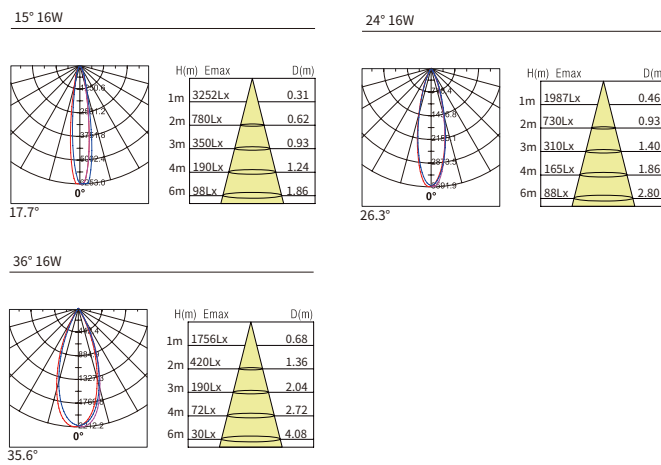 15° 16W
H(m) Emax D(m)
1m 3252Lx 0.31
2m 780Lx 0.62
3m 350Lx 0.93
4m 190Lx 1.24
6m 98Lx 1.86
0°
17.7°
24° 16W
H(m) Emax D(m)
1m 1987Lx 0.46
2m 730Lx 0.93
3m 310Lx 1.40
4m 165Lx 1.86
6m 88Lx 2.80
0°
26.3°
36° 16W
H(m) Emax D(m)
1m 1756Lx 0.68
2m 420Lx 1.36
3m 190Lx 2.04
4m 72Lx 2.72
6m 30Lx 4.08
0°
35.6°